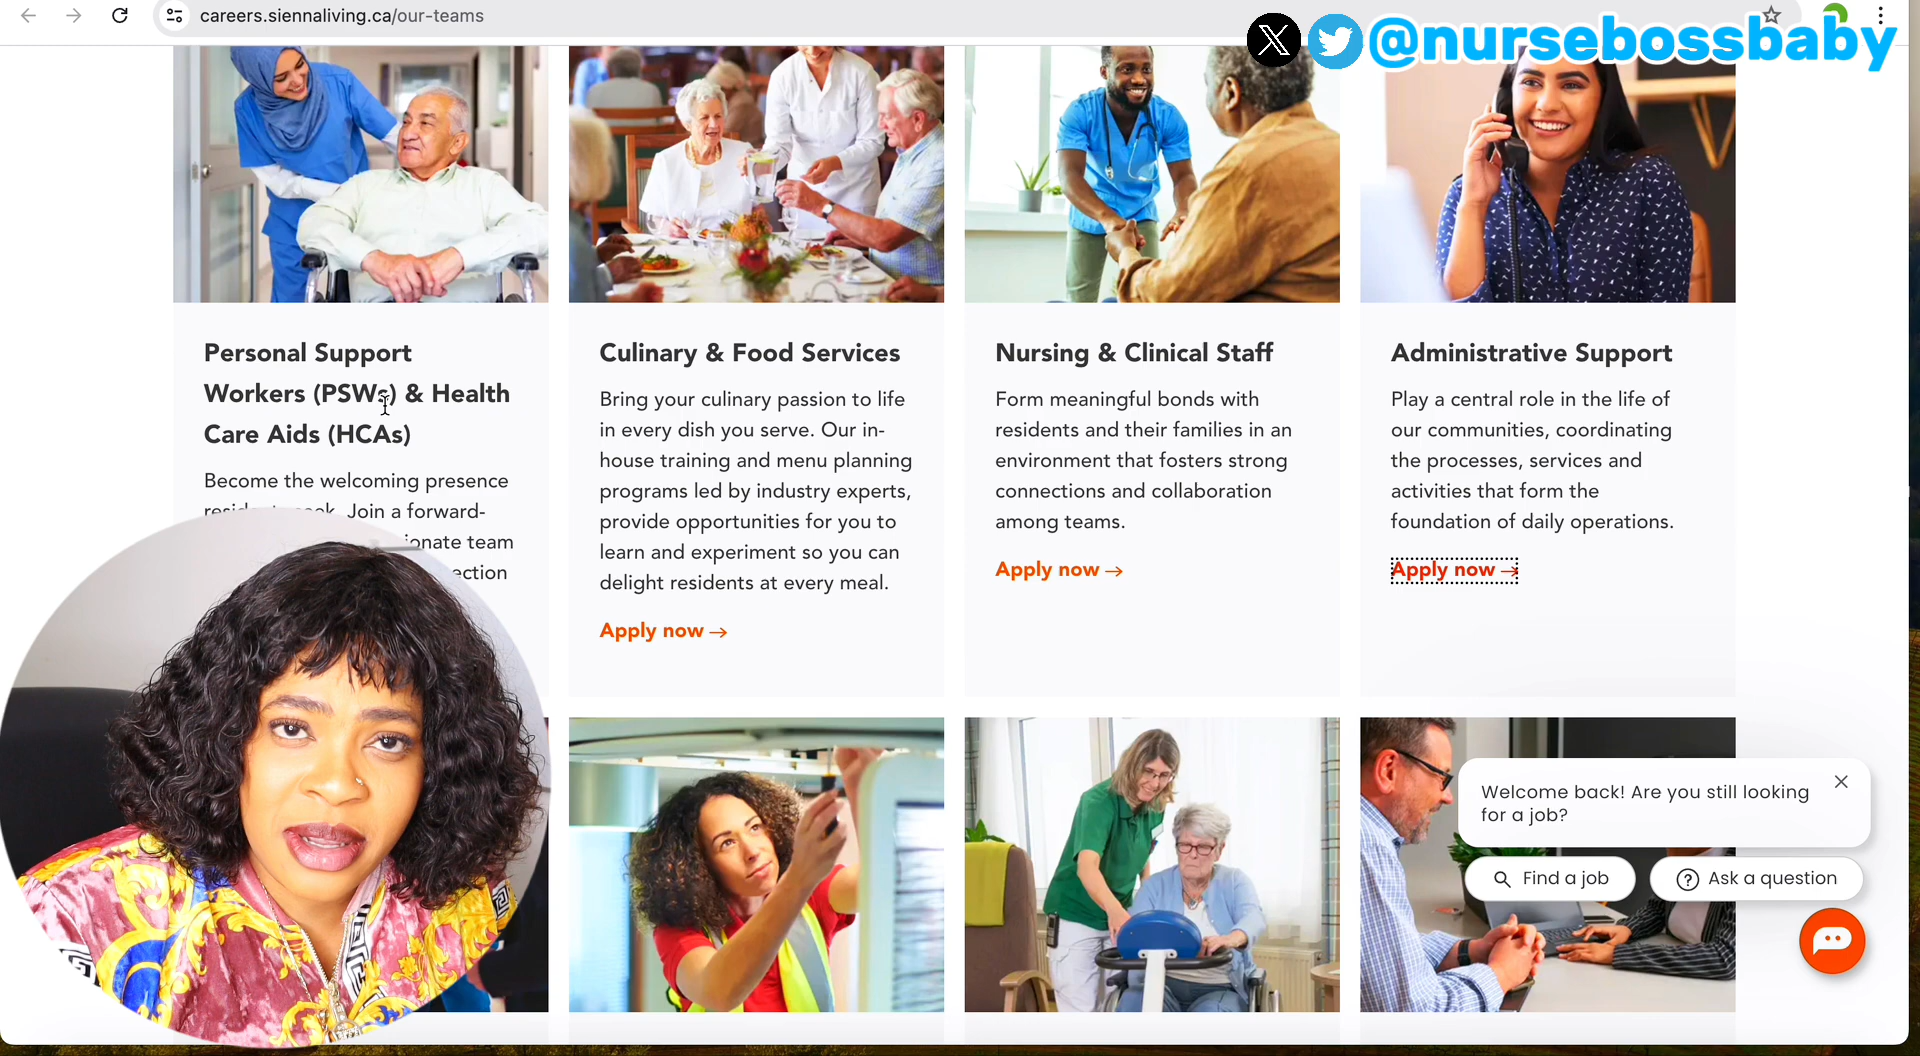 careers.siennaliving.ca/our-teams
@nursebossbaby
Personal Support
Workers (PSWs) & Health
Care Aids (HCAs)
Become the welcoming presence
Join a forward-
team
Culinary & Food Services
Bring your culinary passion to life
in every dish you serve. Our in-
house training and menu planning
programs led by industry experts,
provide opportunities for you to
learn and experiment so you can
delight residents at every meal.
Apply now →
Nursing & Clinical Staff
Form meaningful bonds with
residents and their families in an
environment that fosters strong
connections and collaboration
among teams.
Apply now →
Administrative Support
Play a central role in the life of
our communities, coordinating
the processes, services and
activities that form the
foundation of daily operations.
Apply now →
Welcome back! Are you still looking
for a job?
Find a job
Ask a question